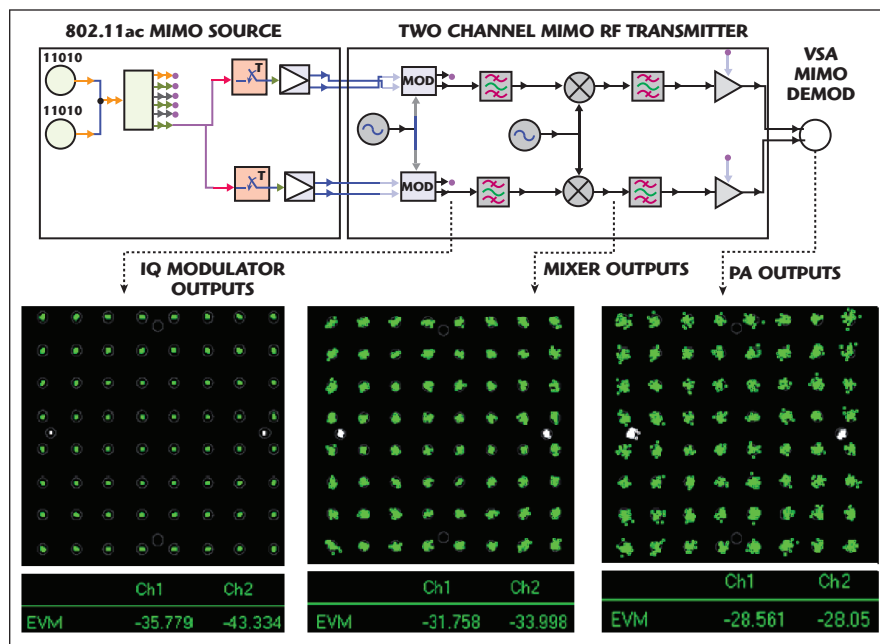 802.11ac MIMO SOURCE
TWO CHANNEL MIMO RF TRANSMITTER
VSA
MIMO
DEMOD
11010
11010
T
T
MOD
MOD
IQ MODULATOR
OUTPUTS
MIXER OUTPUTS
PA OUTPUTS
Ch1 Ch2
EVM -35.779 -43.334
Ch1 Ch2
EVM -31.758 -33.998
Ch1 Ch2
EVM -28.561 -28.05